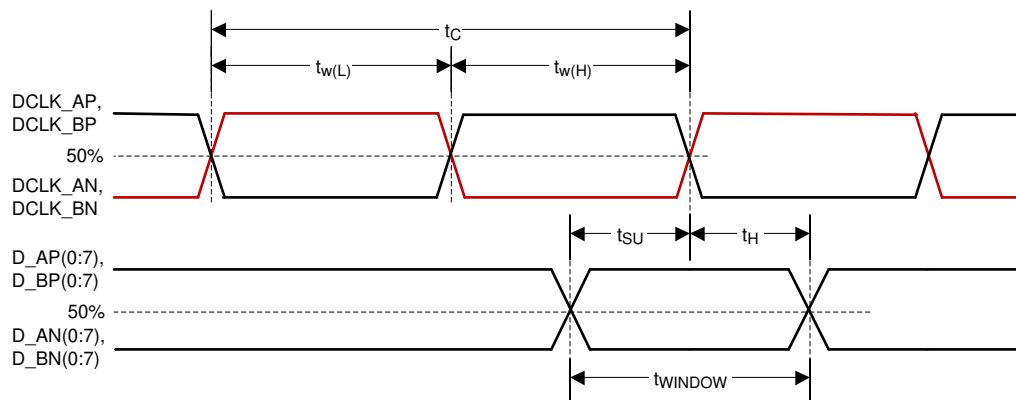 tC
tw(L)
tw(H)
DCLK_AP,
DCLK_BP
50%
DCLK_AN,
DCLK_BN
tSU
tH
D_AP(0:7),
D_BP(0:7)
50%
D_AN(0:7),
D_BN(0:7)
tWINDOW